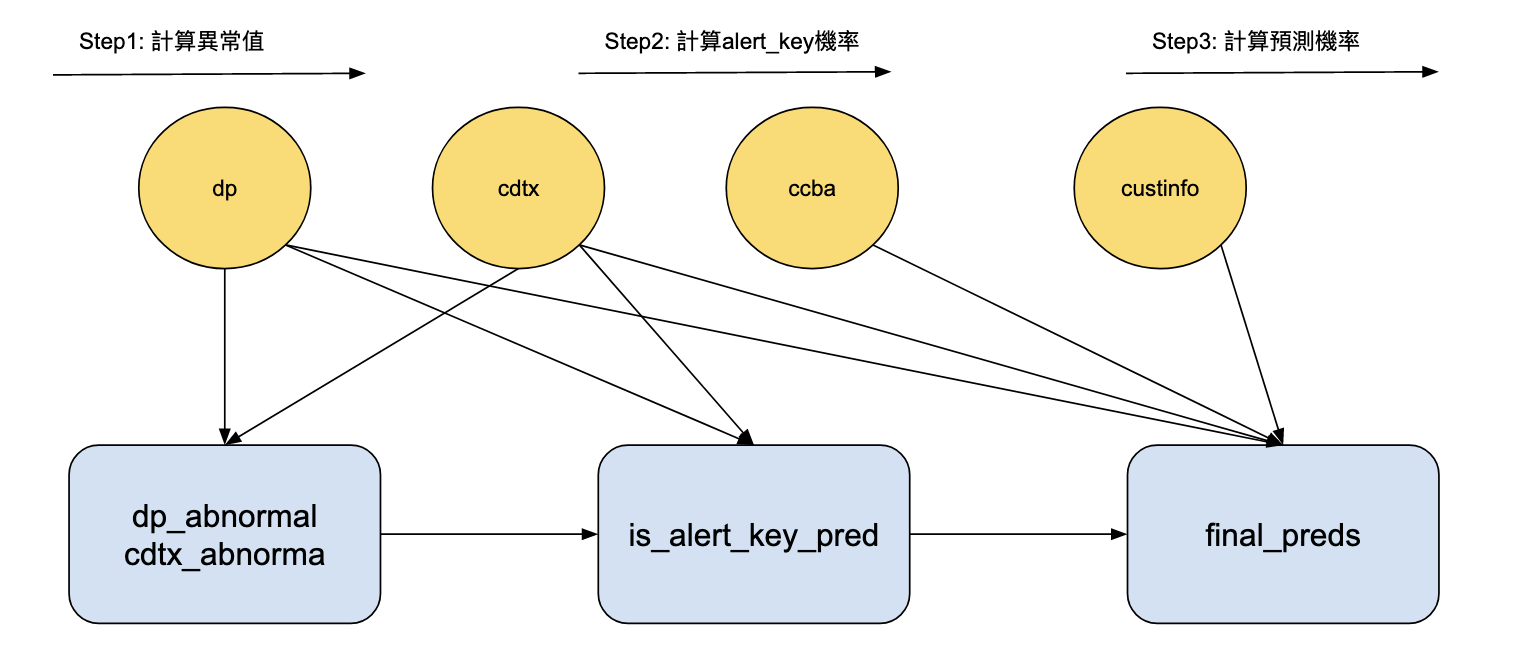 Step1: 計算異常值
Step2: 計算alert_key機率
Step3: 計算預測機率
dp
cdtx
ccba
custinfo
dp_abnormal
cdtx_abnorma
is_alert_key_pred
final_preds